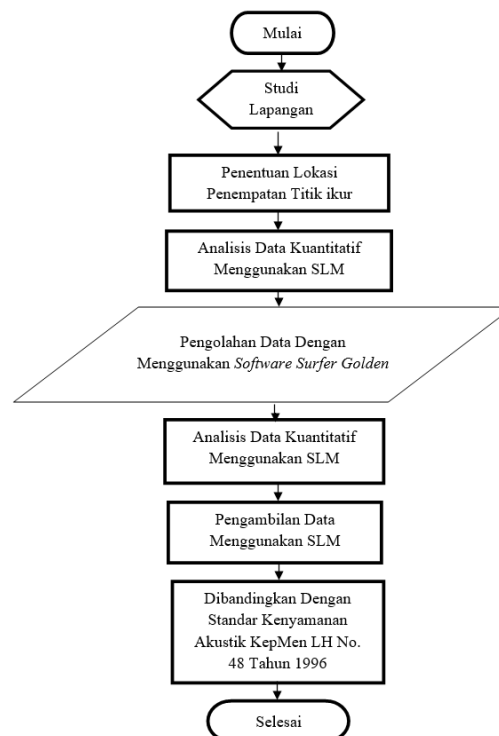 Mulai
Studi
Lapangan
Penentuan Lokasi
Penempatan Titik ikur
Analisis Data Kuantitatif
Menggunakan SLM
Pengolahan Data Dengan
Menggunakan Software Surfer Golden
Analisis Data Kuantitatif
Menggunakan SLM
Pengambilan Data
Menggunakan SLM
Dibandingkan Dengan
Standar Kenyamanan
Akustik KepMen LH No.
48 Tahun 1996
Selesai